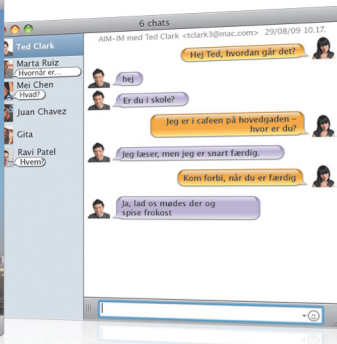 6 chats
AIM-IM med Ted Clark <tclark3@mac.com> 29/08/09 10.17.
Ted Clark
Marta Ruiz
Hvornår er...
Mei Chen
Hvad?
Juan Chavez
Gita
Ravi Patel
Hvem?
Hej Ted, hvordan går det?
hej
Er du i skole?
Jeg er i cafeen på hovedgaden –
hvor er du?
Jeg læser, men jeg er snart færdig.
Kom forbi, når du er færdig
Ja, lad os mødes der og
spise frokost